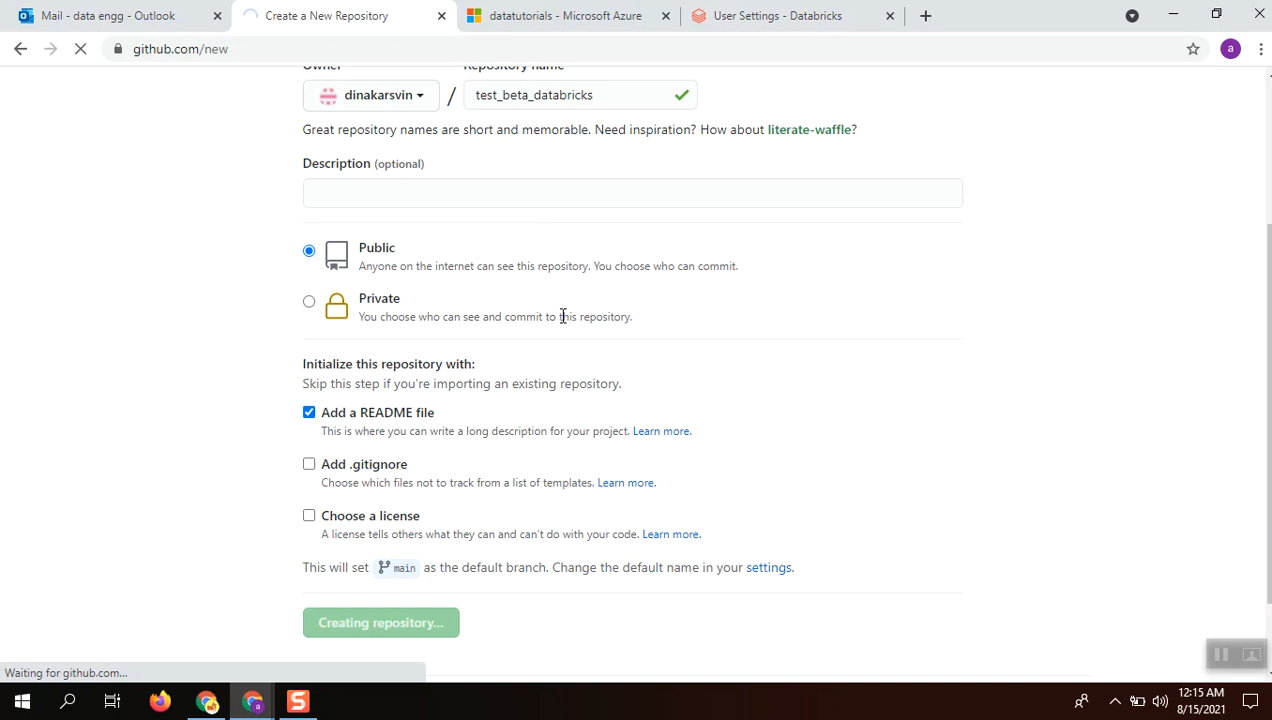 Mail - data engg - Outlook
Create a New Repository
datatutorials - Microsoft Azure
User Settings - Databricks
github.com/new
a
Owner
Repository name
dinakarsvin
/
test_beta_databricks
Great repository names are short and memorable. Need inspiration? How about literate-waffle?
Description (optional)
Public
Anyone on the internet can see this repository. You choose who can commit.
Private
You choose who can see and commit to this repository.
Initialize this repository with:
Skip this step if you're importing an existing repository.
Add a README file
This is where you can write a long description for your project. Learn more.
Add .gitignore
Choose which files not to track from a list of templates. Learn more.
Choose a license
A license tells others what they can and can't do with your code. Learn more.
This will set main as the default branch. Change the default name in your settings.
Creating repository...
Waiting for github.com...
12:15 AM
8/15/2021